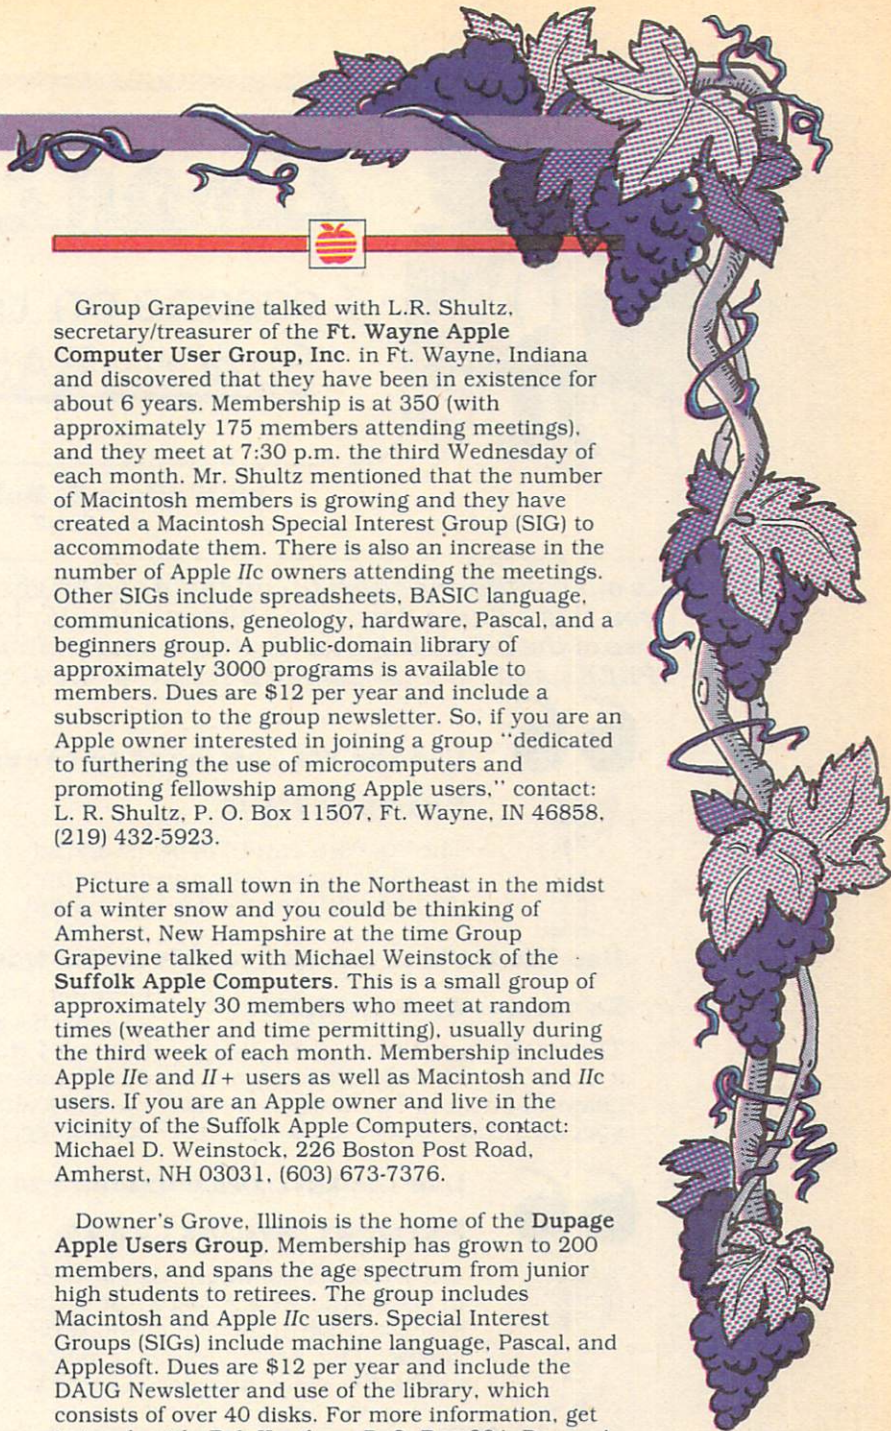 Group Grapevine talked with L.R. Shultz,
secretary/treasurer of the Ft. Wayne Apple
Computer User Group, Inc. in Ft. Wayne, Indiana
and discovered that they have been in existence for
about 6 years. Membership is at 350 (with
approximately 175 members attending meetings),
and they meet at 7:30 p.m. the third Wednesday of
each month. Mr. Shultz mentioned that the number
of Macintosh members is growing and they have
created a Macintosh Special Interest Group (SIG) to
accommodate them. There is also an increase in the
number of Apple IIc owners attending the meetings.
Other SIGs include spreadsheets, BASIC language,
communications, geneology, hardware, Pascal, and a
beginners group. A public-domain library of
approximately 3000 programs is available to
members. Dues are $12 per year and include a
subscription to the group newsletter. So, if you are an
Apple owner interested in joining a group "dedicated
to furthering the use of microcomputers and
promoting fellowship among Apple users," contact:
L. R. Shultz, P. O. Box 11507, Ft. Wayne, IN 46858,
(219) 432-5923.
Picture a small town in the Northeast in the midst
of a winter snow and you could be thinking of
Amherst, New Hampshire at the time Group
Grapevine talked with Michael Weinstock of the
Suffolk Apple Computers. This is a small group of
approximately 30 members who meet at random
times (weather and time permitting), usually during
the third week of each month. Membership includes
Apple IIe and II+ users as well as Macintosh and IIc
users. If you are an Apple owner and live in the
vicinity of the Suffolk Apple Computers, contact:
Michael D. Weinstock, 226 Boston Post Road,
Amherst, NH 03031, (603) 673-7376.
Downer's Grove, Illinois is the home of the Dupage
Apple Users Group. Membership has grown to 200
members, and spans the age spectrum from junior
high students to retirees. The group includes
Macintosh and Apple IIc users. Special Interest
Groups (SIGs) include machine language, Pascal, and
Applesoft. Dues are $12 per year and include the
DAUG Newsletter and use of the library, which
consists of over 40 disks. For more information, get